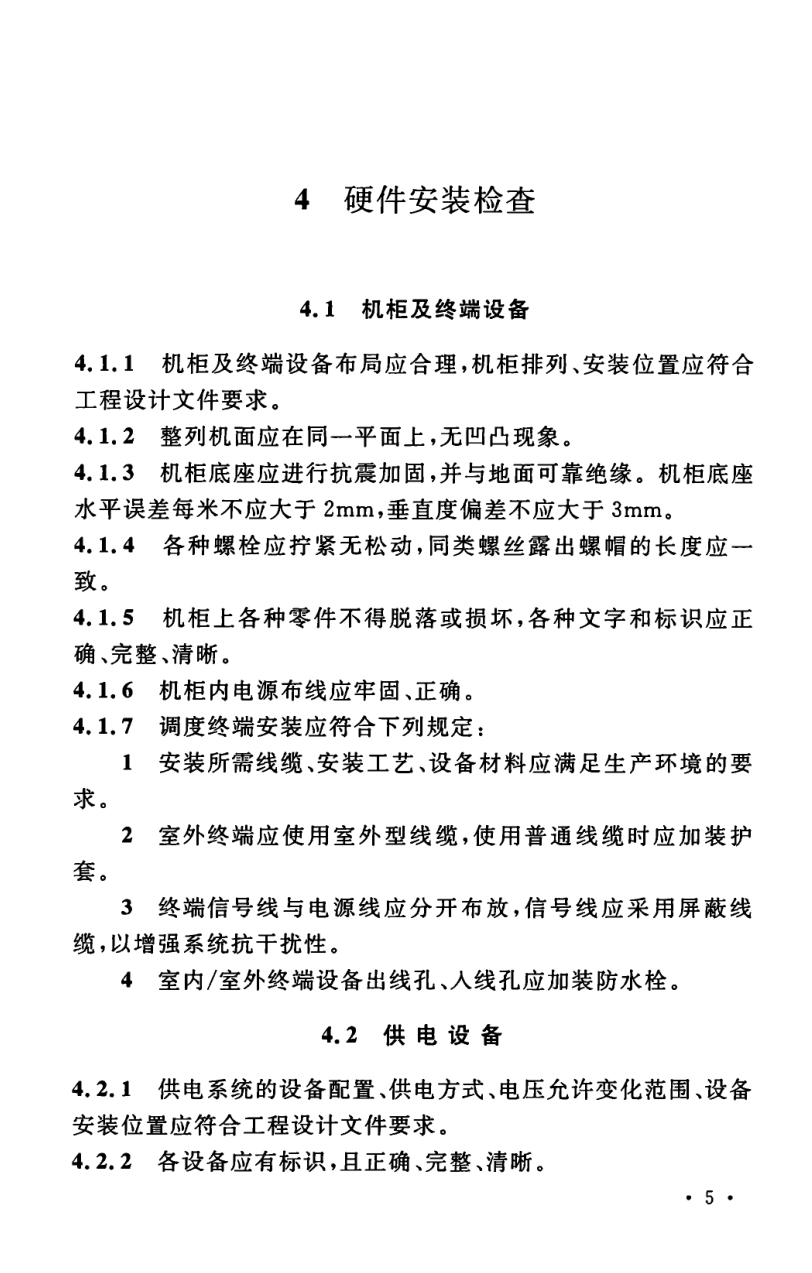 4 硬件安装检查
4.1 机柜及终端设备
4.1.1 机柜及终端设备布局应合理,机柜排列、安装位置应符合
工程设计文件要求。
4.1.2 整列机面应在同一平面上,无凹凸现象。
4.1.3 机柜底座应进行抗震加固,并与地面可靠绝缘。机柜底座
水平误差每米不应大于 2mm,垂直度偏差不应大于 3mm。
4.1.4 各种螺栓应拧紧无松动,同类螺丝露出螺帽的长度应一
致。
4.1.5 机柜上各种零件不得脱落或损坏,各种文字和标识应正
确、完整、清晰。
4.1.6 机柜内电源布线应牢固、正确。
4.1.7 调度终端安装应符合下列规定:
1 安装所需线缆、安装工艺、设备材料应满足生产环境的要
求。
2 室外终端应使用室外型线缆,使用普通线缆时应加装护
套。
3 终端信号线与电源线应分开布放,信号线应采用屏蔽线
缆,以增强系统抗干扰性。
4 室内/室外终端设备出线孔、入线孔应加装防水栓。
4.2 供电设备
4.2.1 供电系统的设备配置、供电方式、电压允许变化范围、设备
安装位置应符合工程设计文件要求。
4.2.2 各设备应有标识,且正确、完整、清晰。
· 5 ·